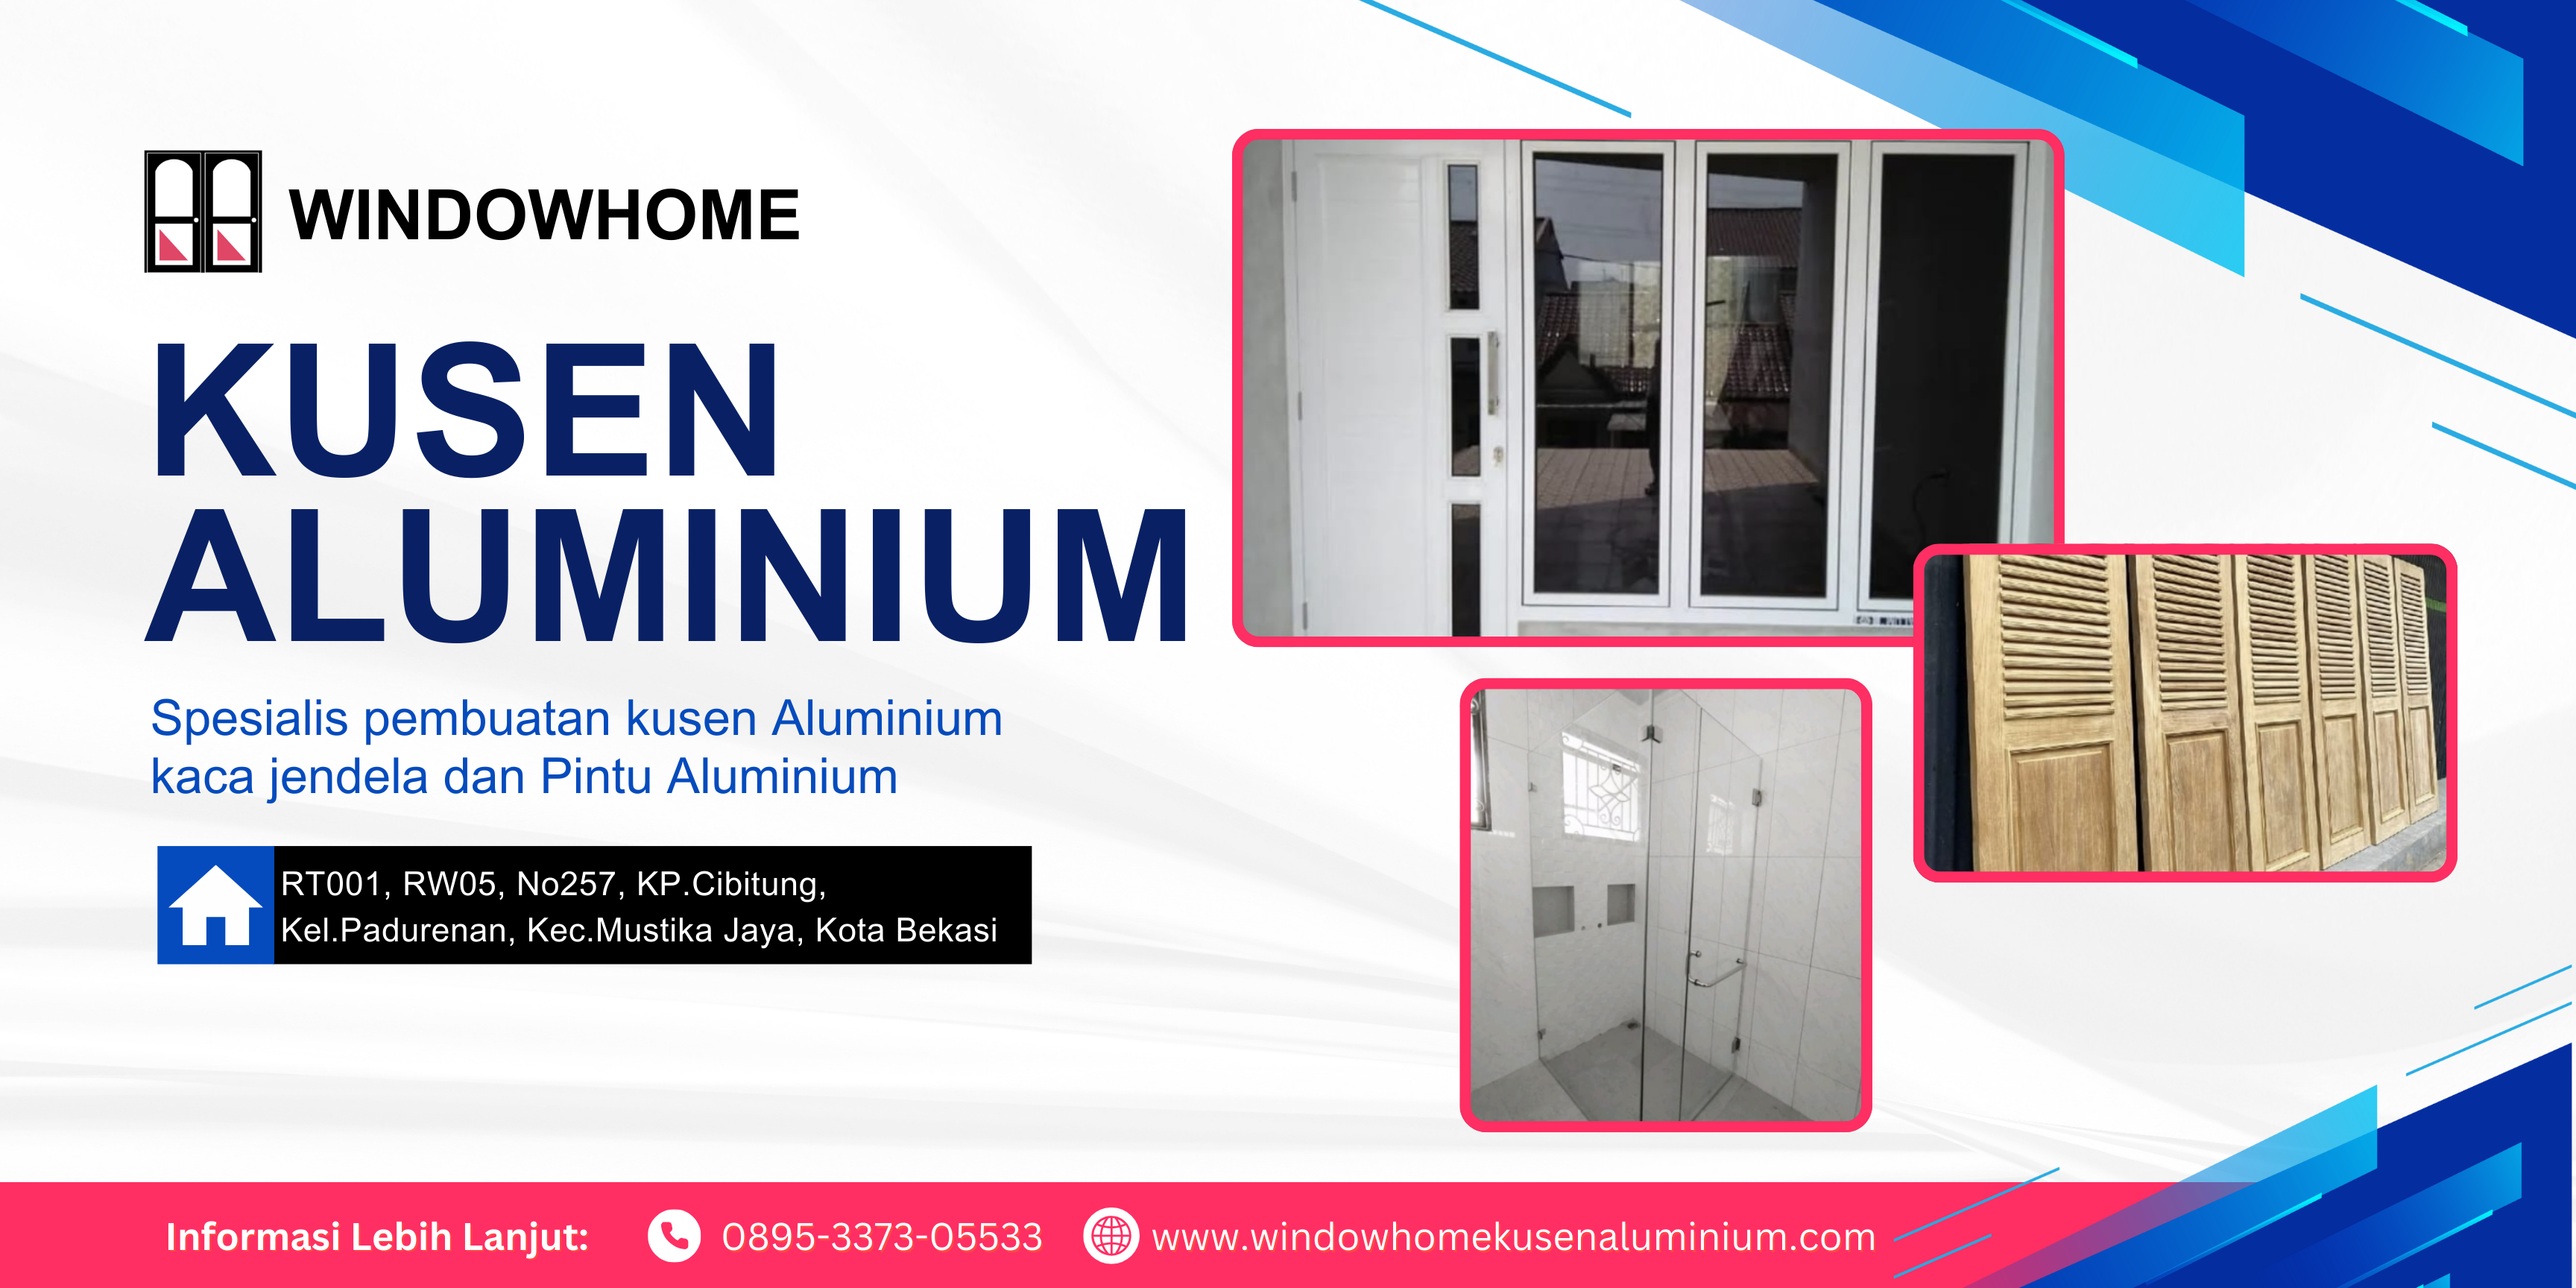 WINDOWHOME
KUSEN
ALUMINIUM
Spesialis pembuatan kusen Aluminium
kaca jendela dan Pintu Aluminium
RT001, RW05, No257, KP.Cibitung,
Kel.Padurenan, Kec.Mustika Jaya, Kota Bekasi
Informasi Lebih Lanjut:
0895-3373-05533
www.windowhomekusenaluminium.com